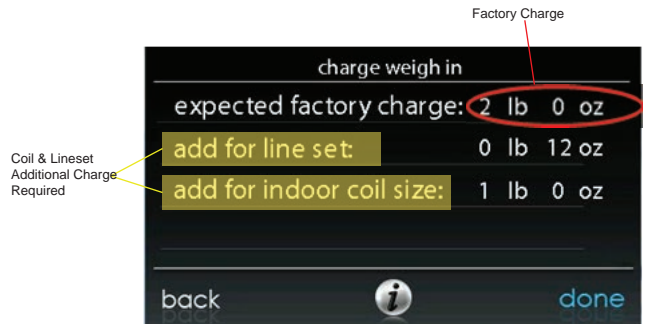 Factory Charge
charge weigh in
expected factory charge: 2 lb 0 oz
add for line set: 0 lb 12 oz
Coil & Lineset
Additional Charge
Required
add for indoor coil size: 1 lb 0 oz
back i done